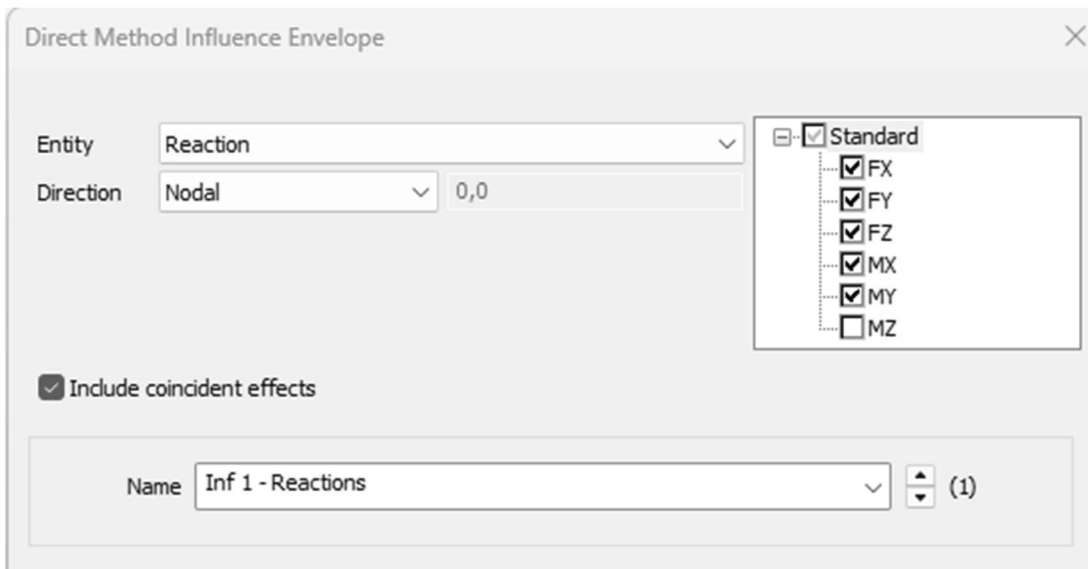 Direct Method Influence Envelope
Entity Reaction
Direction Nodal 0,0
Standard
FX
FY
FZ
MX
MY
MZ
Include coincident effects
Name Inf 1 - Reactions (1)